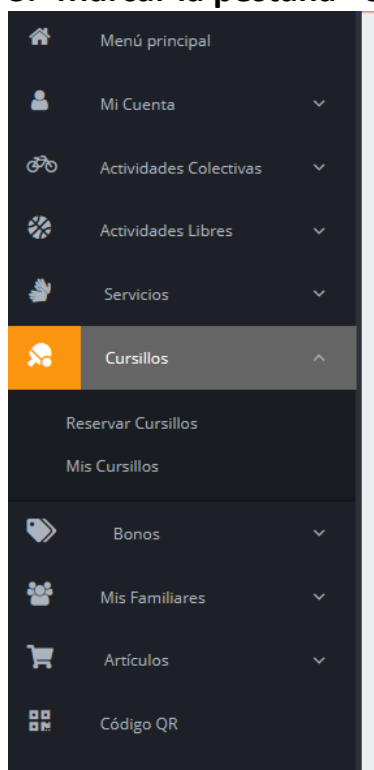 Menú principal
Mi Cuenta
Actividades Colectivas
Actividades Libres
Servicios
Cursillos
Reservar Cursillos
Mis Cursillos
Bonos
Mis Familiares
Artículos
Código QR